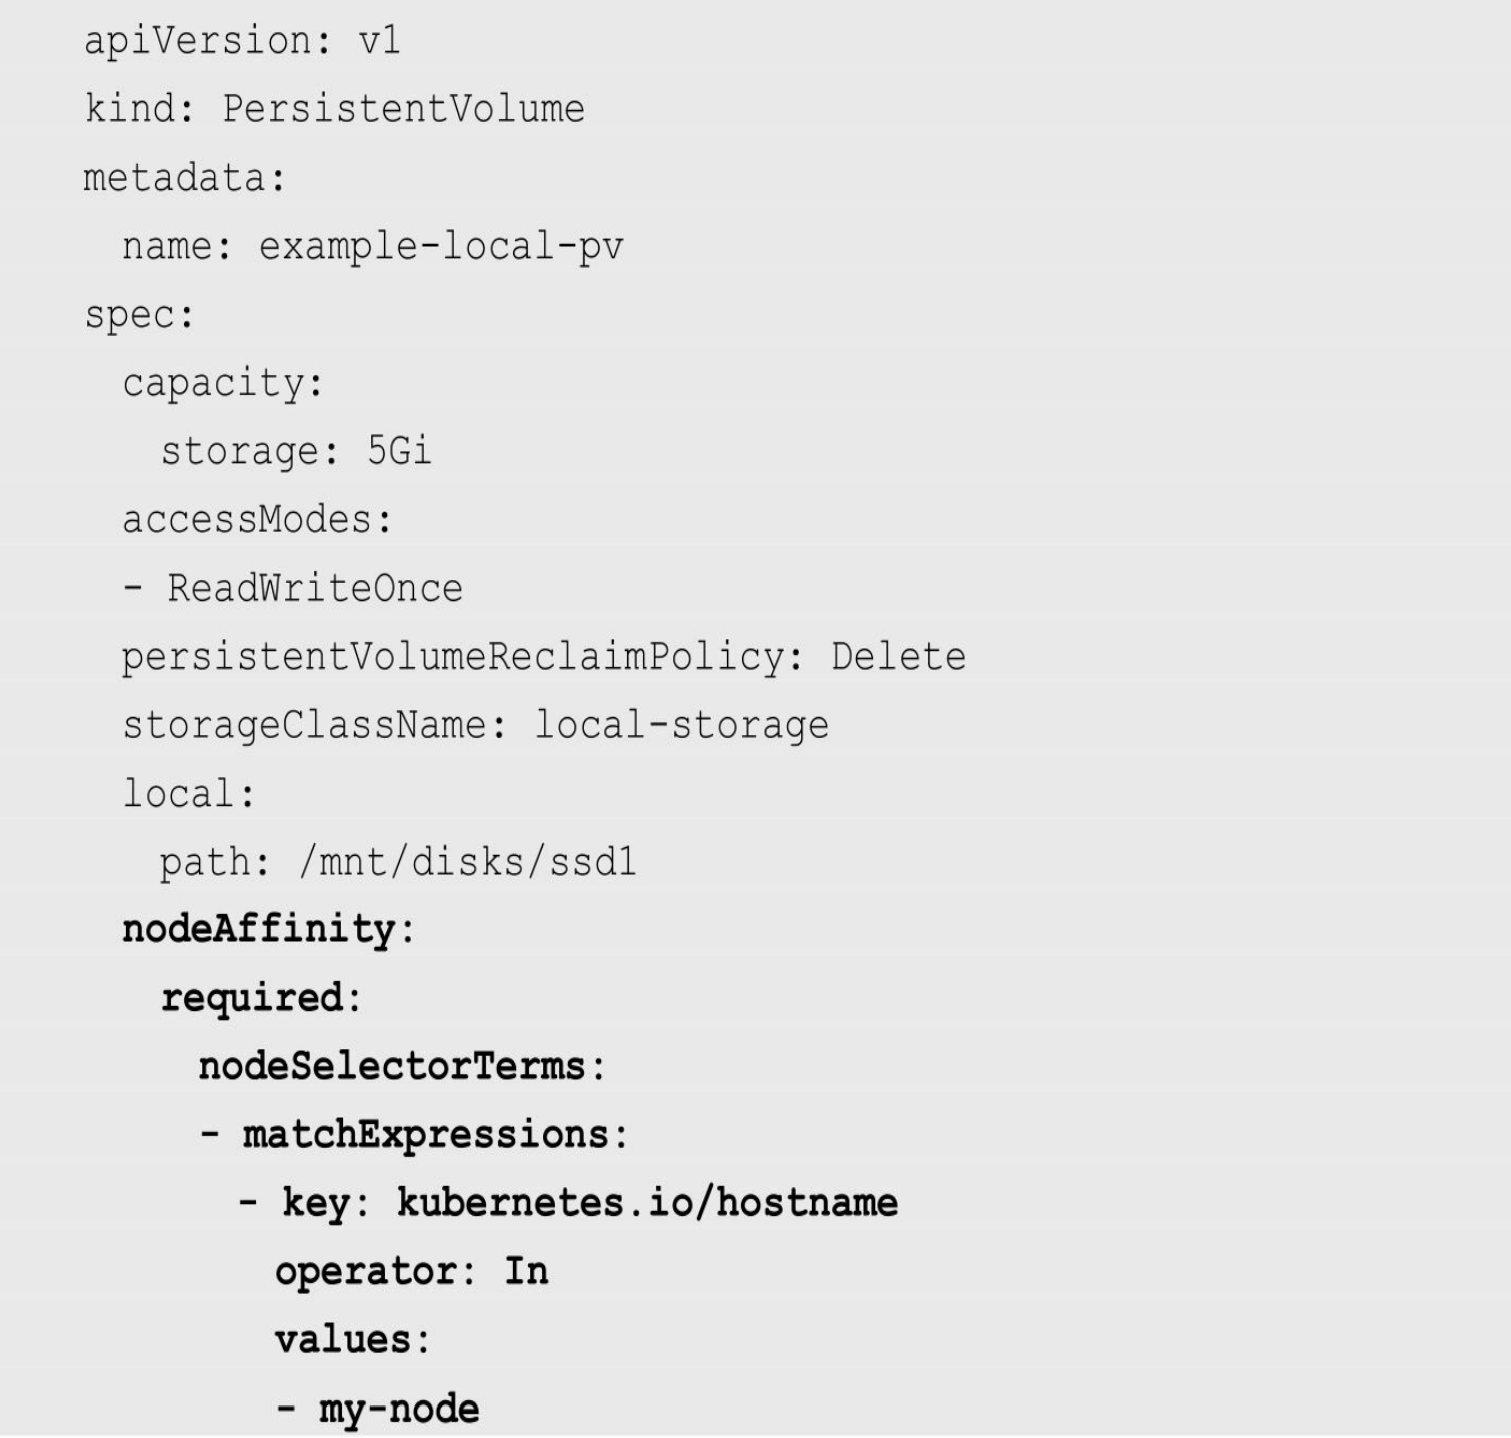 apiVersion: v1
kind: PersistentVolume
metadata:
  name: example-local-pv
spec:
  capacity:
    storage: 5Gi
  accessModes:
  - ReadWriteOnce
  persistentVolumeReclaimPolicy: Delete
  storageClassName: local-storage
  local:
    path: /mnt/disks/ssd1
  nodeAffinity:
    required:
      nodeSelectorTerms:
      - matchExpressions:
        - key: kubernetes.io/hostname
          operator: In
          values:
          - my-node